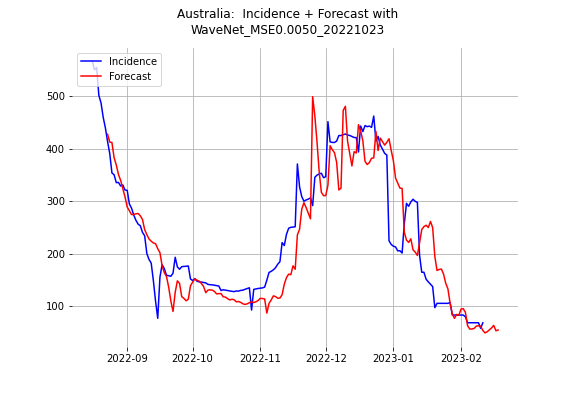 Australia:  Incidence + Forecast with
WaveNet_MSE0.0050_20221023
Incidence
Forecast
500
400
300
200
100
2022-09
2022-10
2022-11
2022-12
2023-01
2023-02